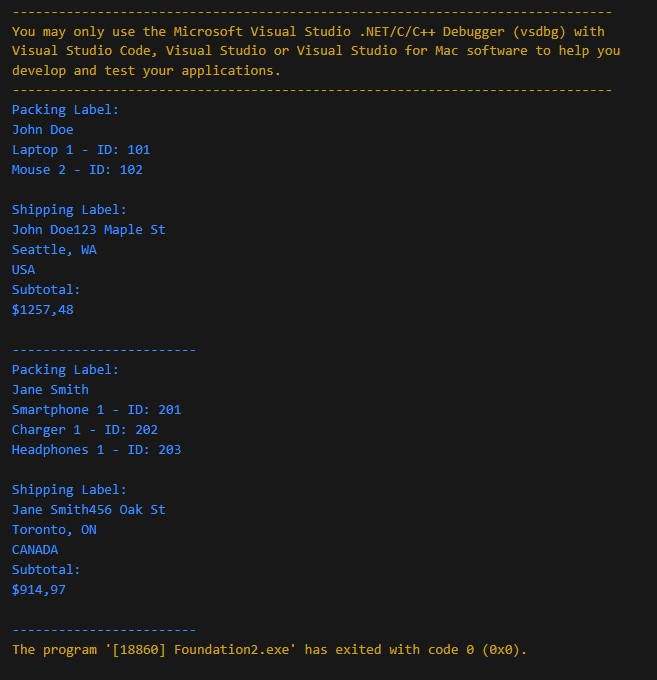 ------------------------------------------------------------------------------
You may only use the Microsoft Visual Studio .NET/C/C++ Debugger (vsdbg) with
Visual Studio Code, Visual Studio or Visual Studio for Mac software to help you
develop and test your applications.
------------------------------------------------------------------------------
Packing Label:
John Doe
Laptop 1 - ID: 101
Mouse 2 - ID: 102

Shipping Label:
John Doe123 Maple St
Seattle, WA
USA
Subtotal:
$1257,48

------------------------
Packing Label:
Jane Smith
Smartphone 1 - ID: 201
Charger 1 - ID: 202
Headphones 1 - ID: 203

Shipping Label:
Jane Smith456 Oak St
Toronto, ON
CANADA
Subtotal:
$914,97

------------------------
The program '[18860] Foundation2.exe' has exited with code 0 (0x0).